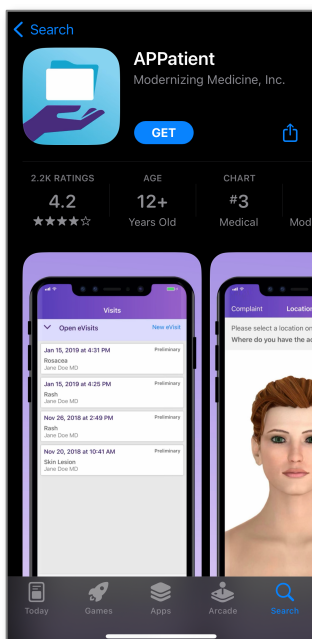 Search
APPatient
Modernizing Medicine, Inc.
GET
2.2K RATINGS
4.2
AGE
12+
Years Old
CHART
#3
Medical
Mod
Visits
Open eVisits
New eVisit
Jan 15, 2019 at 4:31 PM
Preliminary
Rosacea
Jane Doe MD
Jan 15, 2019 at 4:25 PM
Preliminary
Rash
Jane Doe MD
Nov 26, 2018 at 2:49 PM
Preliminary
Rash
Jane Doe MD
Nov 20, 2018 at 10:41 AM
Preliminary
Skin Lesion
Jane Doe MD
Complaint
Location
Please select a location on
Where do you have the ac
Today
Games
Apps
Arcade
Search